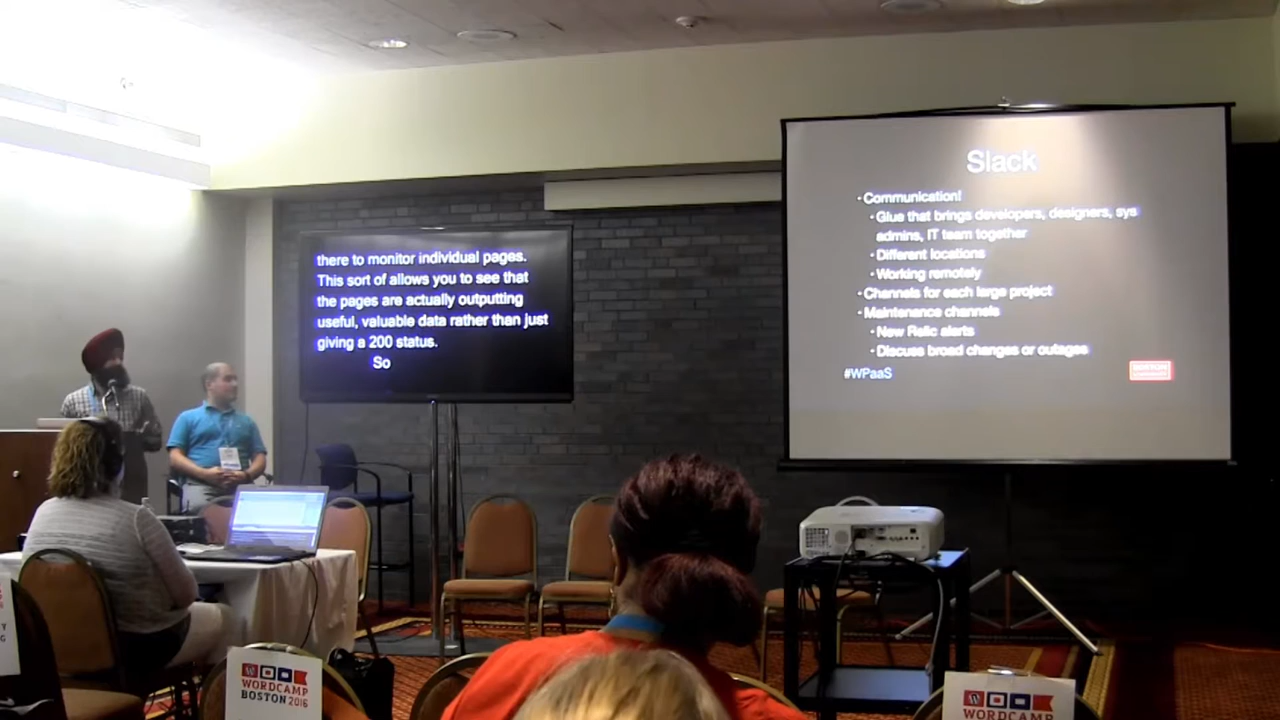 there to monitor individual pages.
This sort of allows you to see that
the pages are actually outputting
useful, valuable data rather than just
giving a 200 status.
So
Slack
· Communication!
· Glue that brings developers, designers, sys
admins, IT team together
· Different locations
· Working remotely
· Channels for each large project
· Maintenance channels
· New Relic alerts
· Discuss broad changes or outages
#WPaaS
WORDCAMP
BOSTON 2016
WORDCAMP